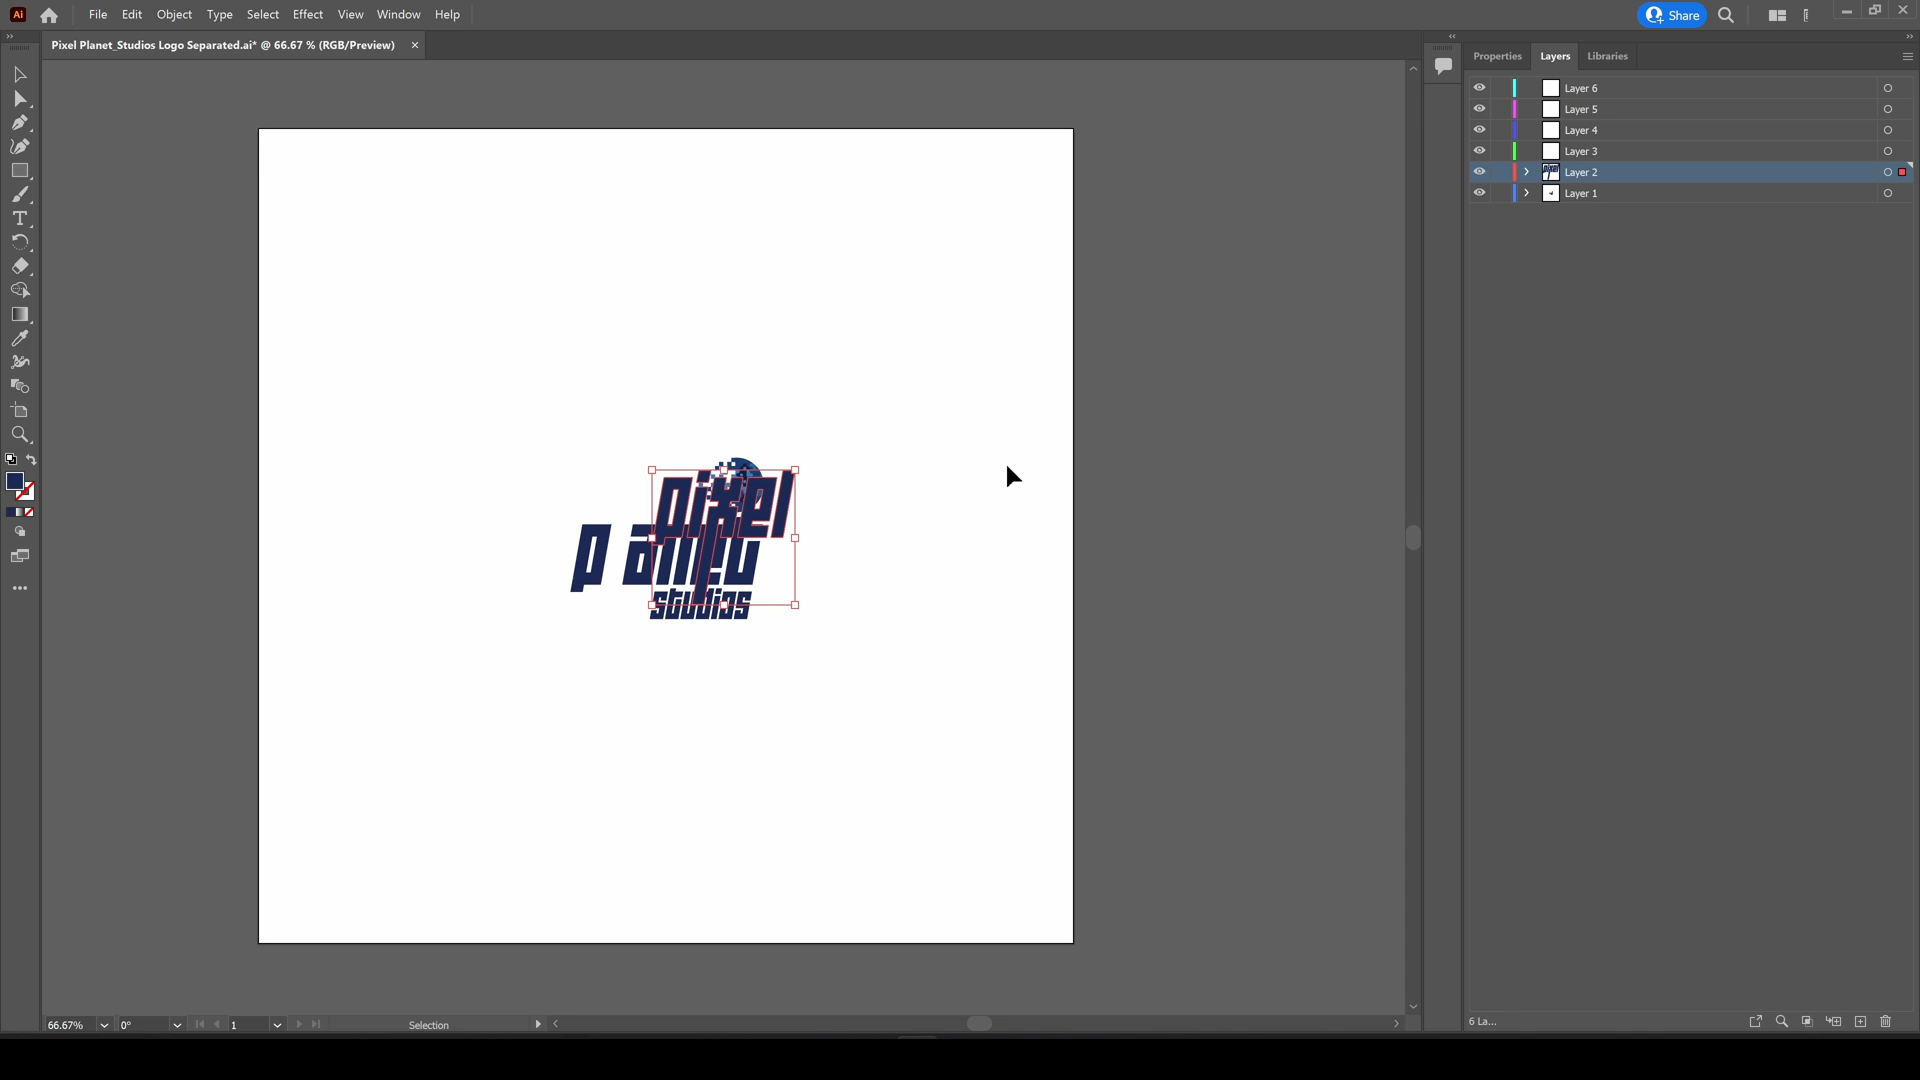 Ai File Edit Object Type Select Effect View Window Help Share
Pixel Planet_Studios Logo Separated.ai* @ 66.67 % (RGB/Preview)
Properties Layers Libraries
Layer 6
Layer 5
Layer 4
Layer 3
Layer 2
Layer 1
pixel
studios
66.67% 0° 1 Selection
6 La...